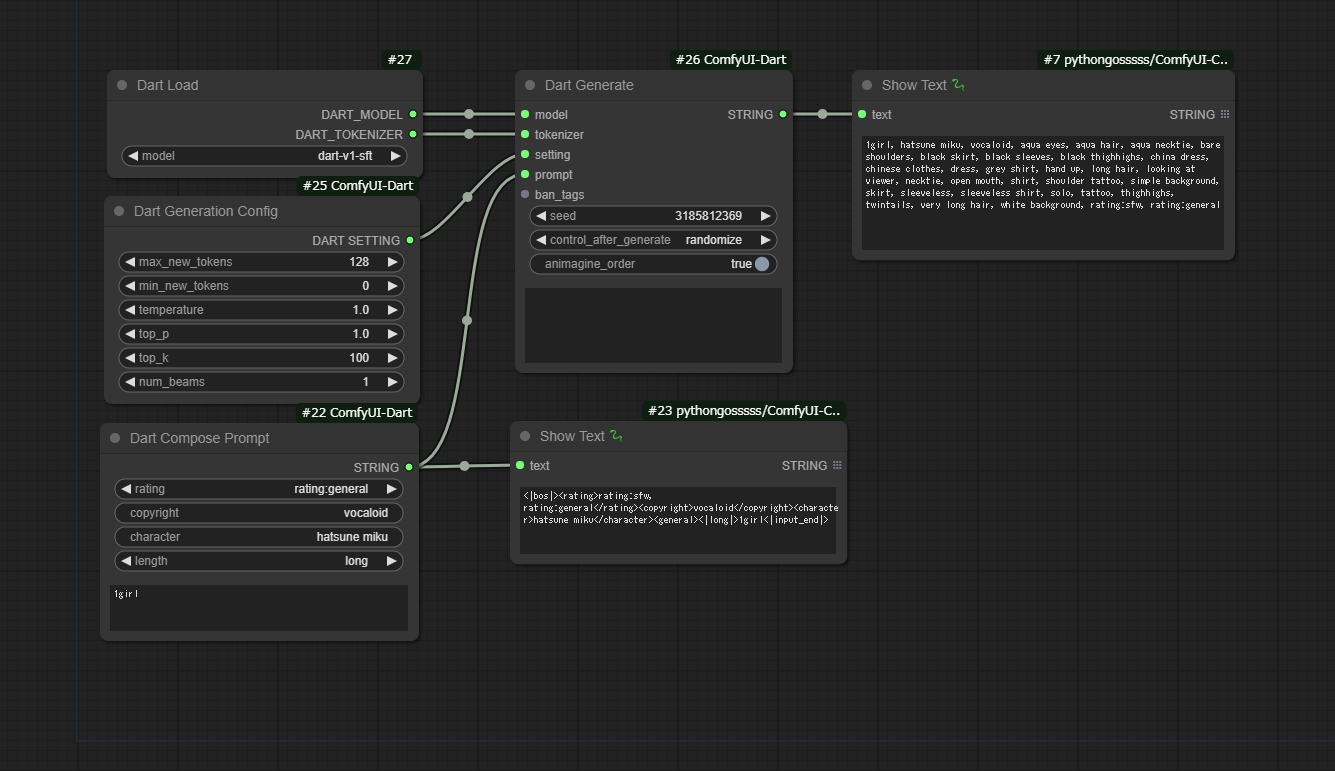 #27
Dart Load
DART_MODEL
DART_TOKENIZER
model dart-v1-sft
#25 ComfyUI-Dart
Dart Generation Config
DART SETTING
max_new_tokens 128
min_new_tokens 0
temperature 1.0
top_p 1.0
top_k 100
num_beams 1
#22 ComfyUI-Dart
Dart Compose Prompt
STRING
rating rating:general
copyright vocaloid
character hatsune miku
length long
1girl
#26 ComfyUI-Dart
Dart Generate
model STRING
tokenizer
setting
prompt
ban_tags
seed 3185812369
control_after_generate randomize
animagine_order true
#23 pythongosssss/ComfyUI-C..
Show Text
text STRING
<|bos|><rating>rating:sfw,
rating:general</rating><copyright>vocaloid</copyright><characte
r>hatsune miku</character><general><|long|>1girl<|input_end|>
#7 pythongosssss/ComfyUI-C..
Show Text
text STRING
1girl, hatsune miku, vocaloid, aqua eyes, aqua hair, aqua necktie, bare
shoulders, black skirt, black sleeves, black thighhighs, china dress,
chinese clothes, dress, grey shirt, hand up, long hair, looking at
viewer, necktie, open mouth, shirt, shoulder tattoo, simple background,
skirt, sleeveless, sleeveless shirt, solo, tattoo, thighhighs,
twintails, very long hair, white background, rating:sfw, rating:general